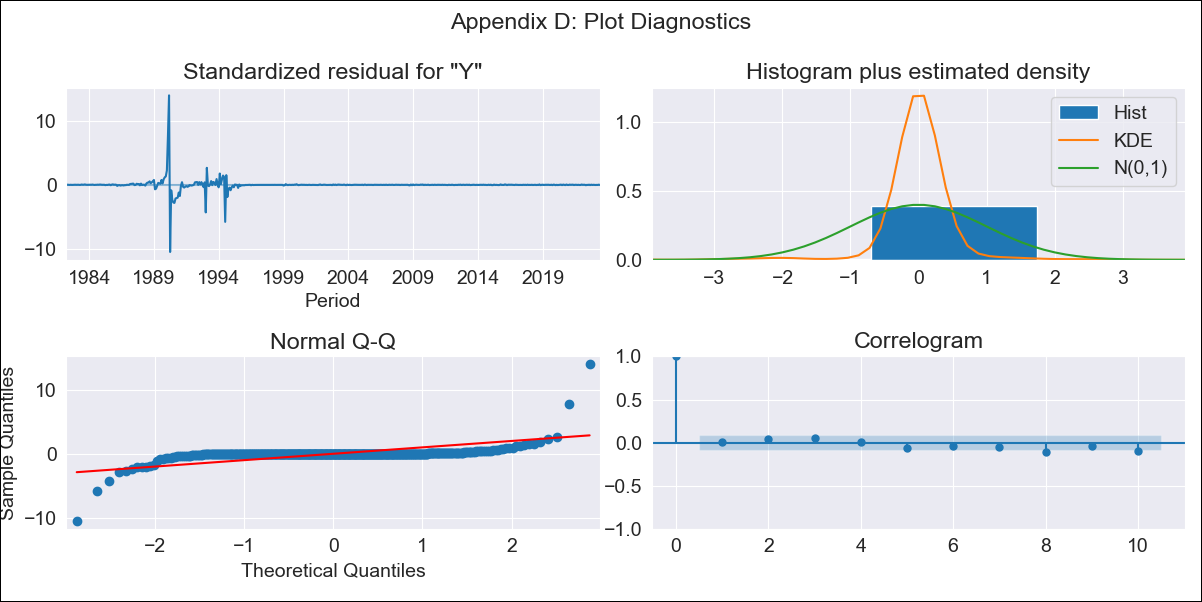 Appendix D: Plot Diagnostics
Standardized residual for "Y"
10
0
−10
1984 1989 1994 1999 2004 2009 2014 2019
Period
Histogram plus estimated density
1.0
0.5
0.0
Hist
KDE
N(0,1)
−3 −2 −1 0 1 2 3
Normal Q-Q
Sample Quantiles
10
0
−10
−2 −1 0 1 2
Theoretical Quantiles
Correlogram
1.0
0.5
0.0
−0.5
−1.0
0 2 4 6 8 10